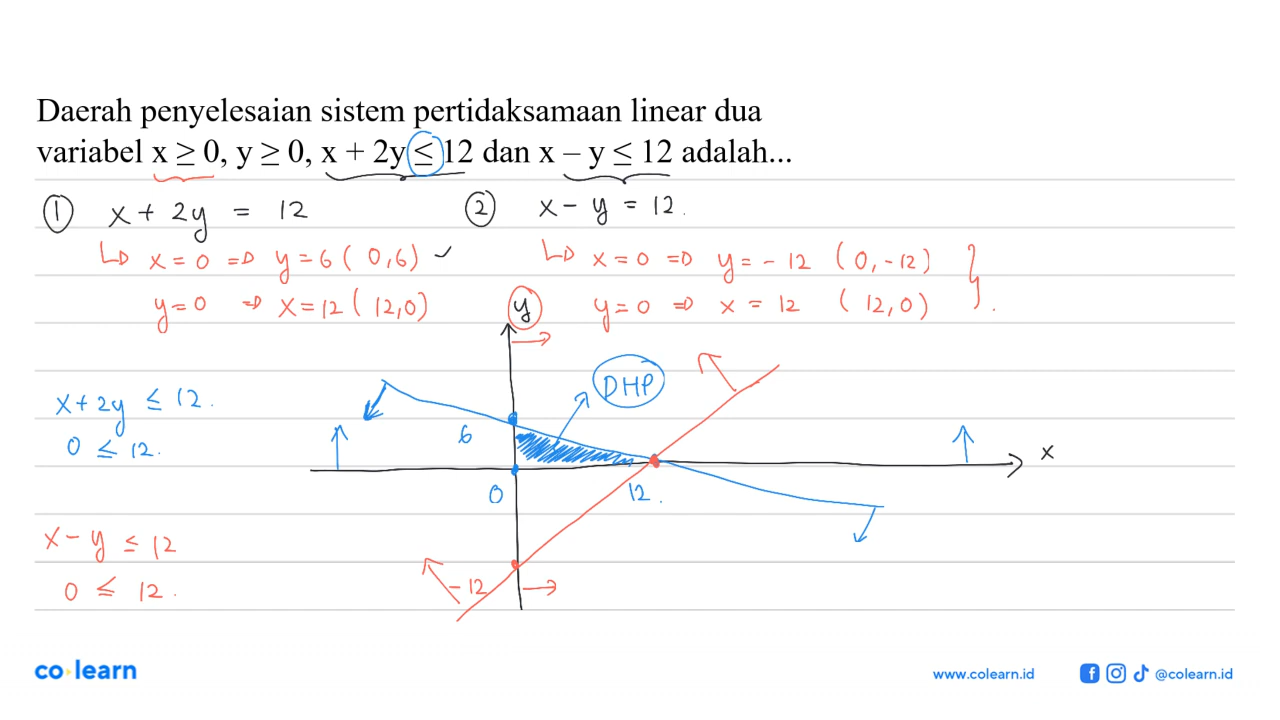 Daerah penyelesaian sistem pertidaksamaan linear dua
variabel x ≥ 0, y ≥ 0, x + 2y ≤ 12 dan x – y ≤ 12 adalah...
① x + 2y = 12
② x - y = 12.
↳ x = 0 ⇒ y = 6 (0,6) ✓
y = 0 ⇒ x = 12 (12,0)
↳ x = 0 ⇒ y = -12 (0,-12)
y = 0 ⇒ x = 12 (12,0) }.
y
DHP
x + 2y ≤ 12.
0 ≤ 12.
6
x
0
12.
x - y ≤ 12
0 ≤ 12.
-12
co learn
www.colearn.id
@colearn.id